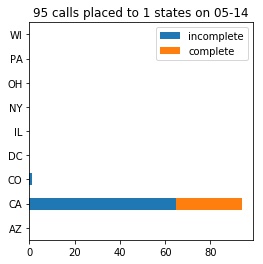 95 calls placed to 1 states on 05-14
incomplete
complete
WI
PA
OH
NY
IL
DC
CO
CA
AZ
0 20 40 60 80